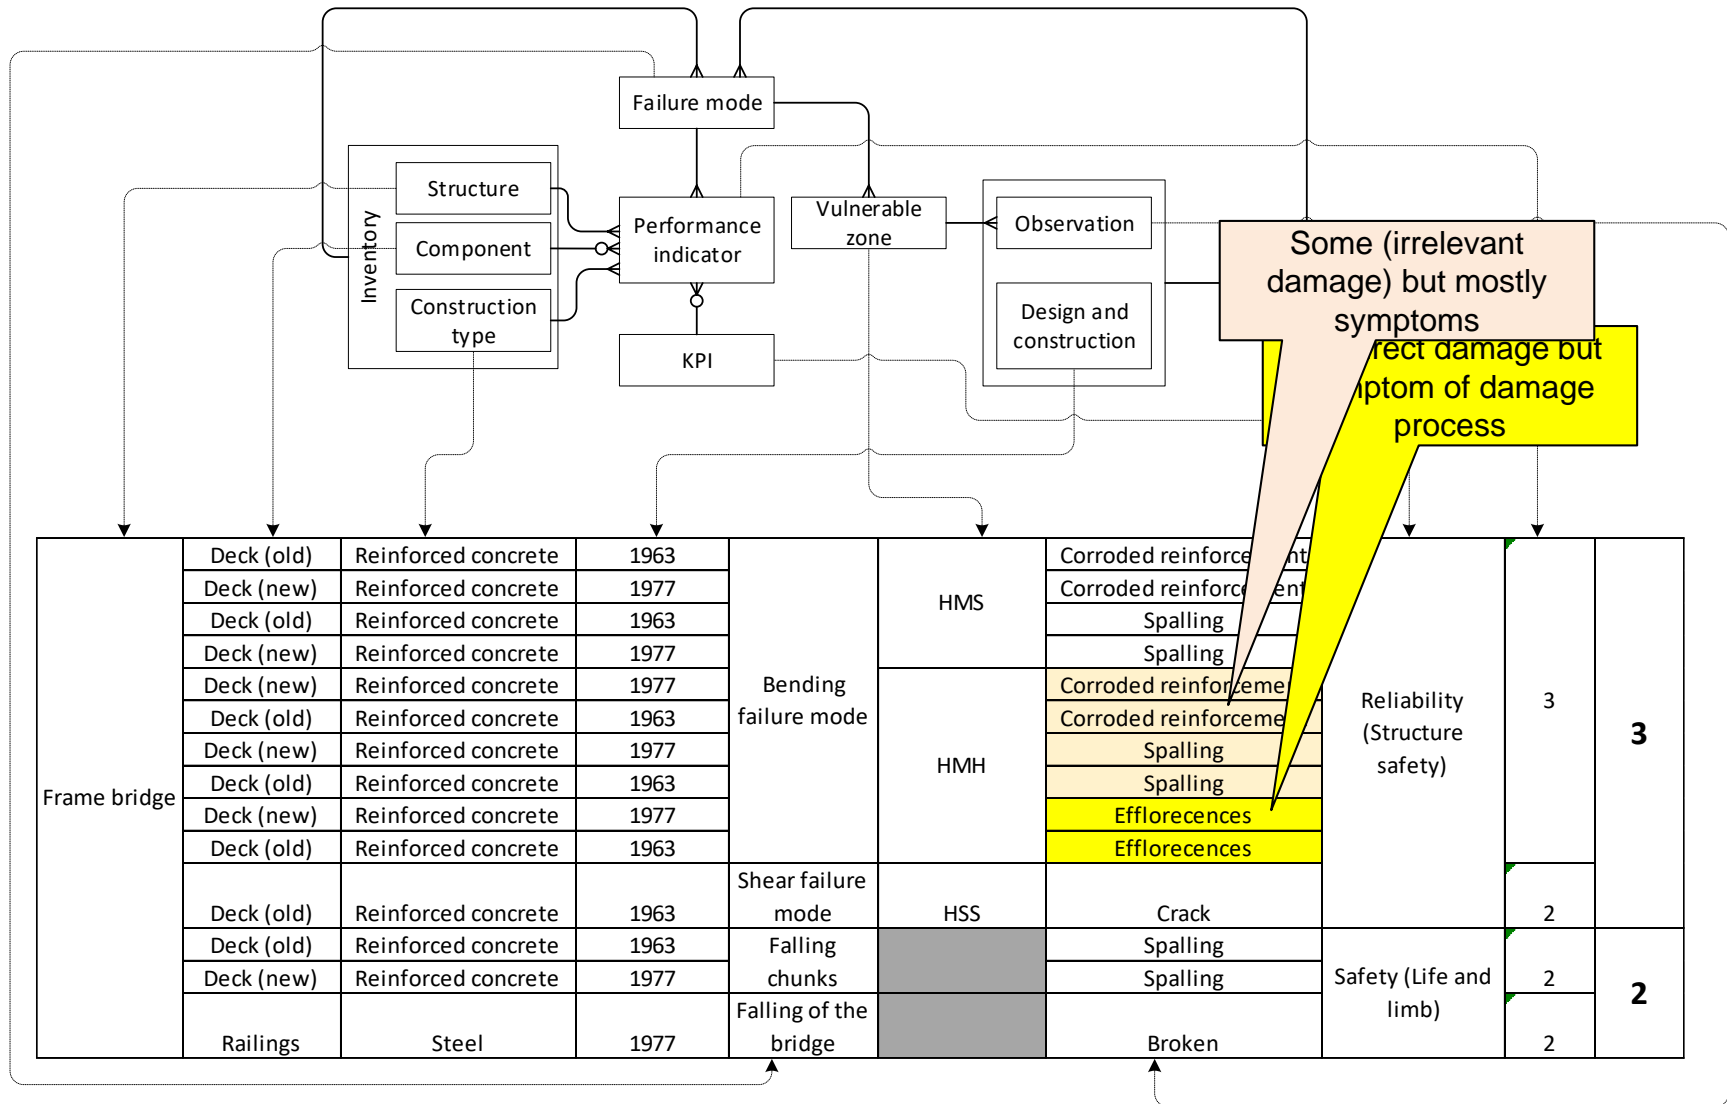 Failure mode
Inventory
Structure
Component
Construction
type
Performance
indicator
KPI
Vulnerable
zone
Observation
Design and
construction
Some (irrelevant
damage) but mostly
symptoms
damage but
of damage
process
Frame bridge
Deck (old) Reinforced concrete 1963
Deck (new) Reinforced concrete 1977 Corroded reinforcement
Deck (old) Reinforced concrete 1963 Spalling
Deck (new) Reinforced concrete 1977 Spalling
HMS
Deck (new) Reinforced concrete 1977 Corroded
Deck (old) Reinforced concrete 1963 Corroded
Deck (new) Reinforced concrete 1977 Spalling
Deck (old) Reinforced concrete 1963 Spalling
Deck (new) Reinforced concrete 1977 Efflorecences
Deck (old) Reinforced concrete 1963 Efflorecences
Bending
failure mode
HMH
Reliability
(Structure
safety)
3
3
Shear failure
Deck (old) Reinforced concrete 1963 mode HSS Crack 2
Deck (old) Reinforced concrete 1963 Falling Spalling
Deck (new) Reinforced concrete 1977 chunks Spalling 2
Safety (Life and
limb)
2
Falling of the
Railings Steel 1977 bridge Broken 2